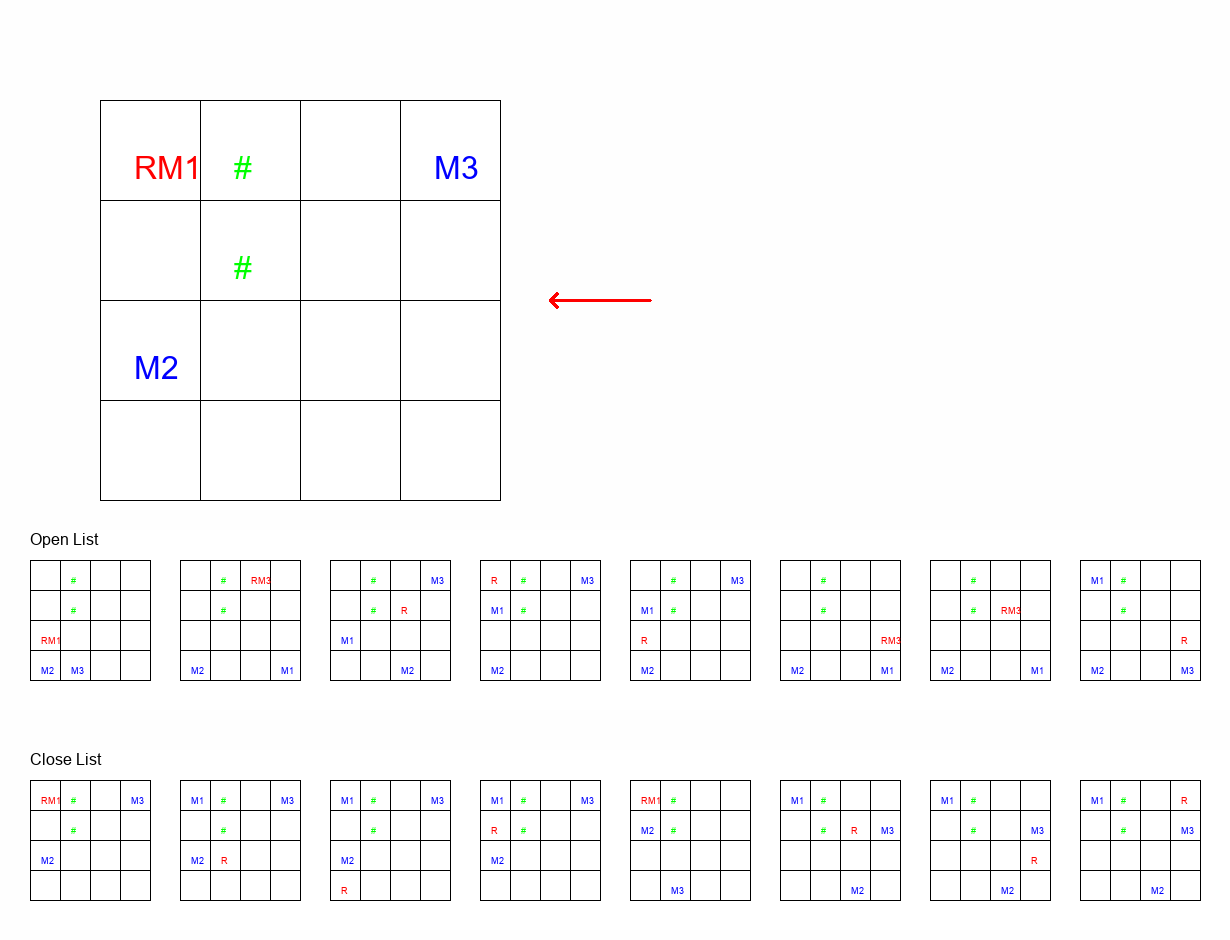 RM1 # M3
#
M2
Open List
# # RM3 # M3 R # M3 # M3 # # M1 #
# # # R M1 # M1 # # # RM3 #
RM1 M1 R RM3 R
M2 M3 M2 M1 M2 M2 M2 M2 M1 M2 M1 M2 M3
Close List
RM1 # M3 M1 # M3 M1 # M3 M1 # M3 RM1 # M1 # M1 # M1 # R
# # # R # M2 # # R M3 # M3 # M3
M2 M2 R M2 M2 R
R M3 M2 M2 M2